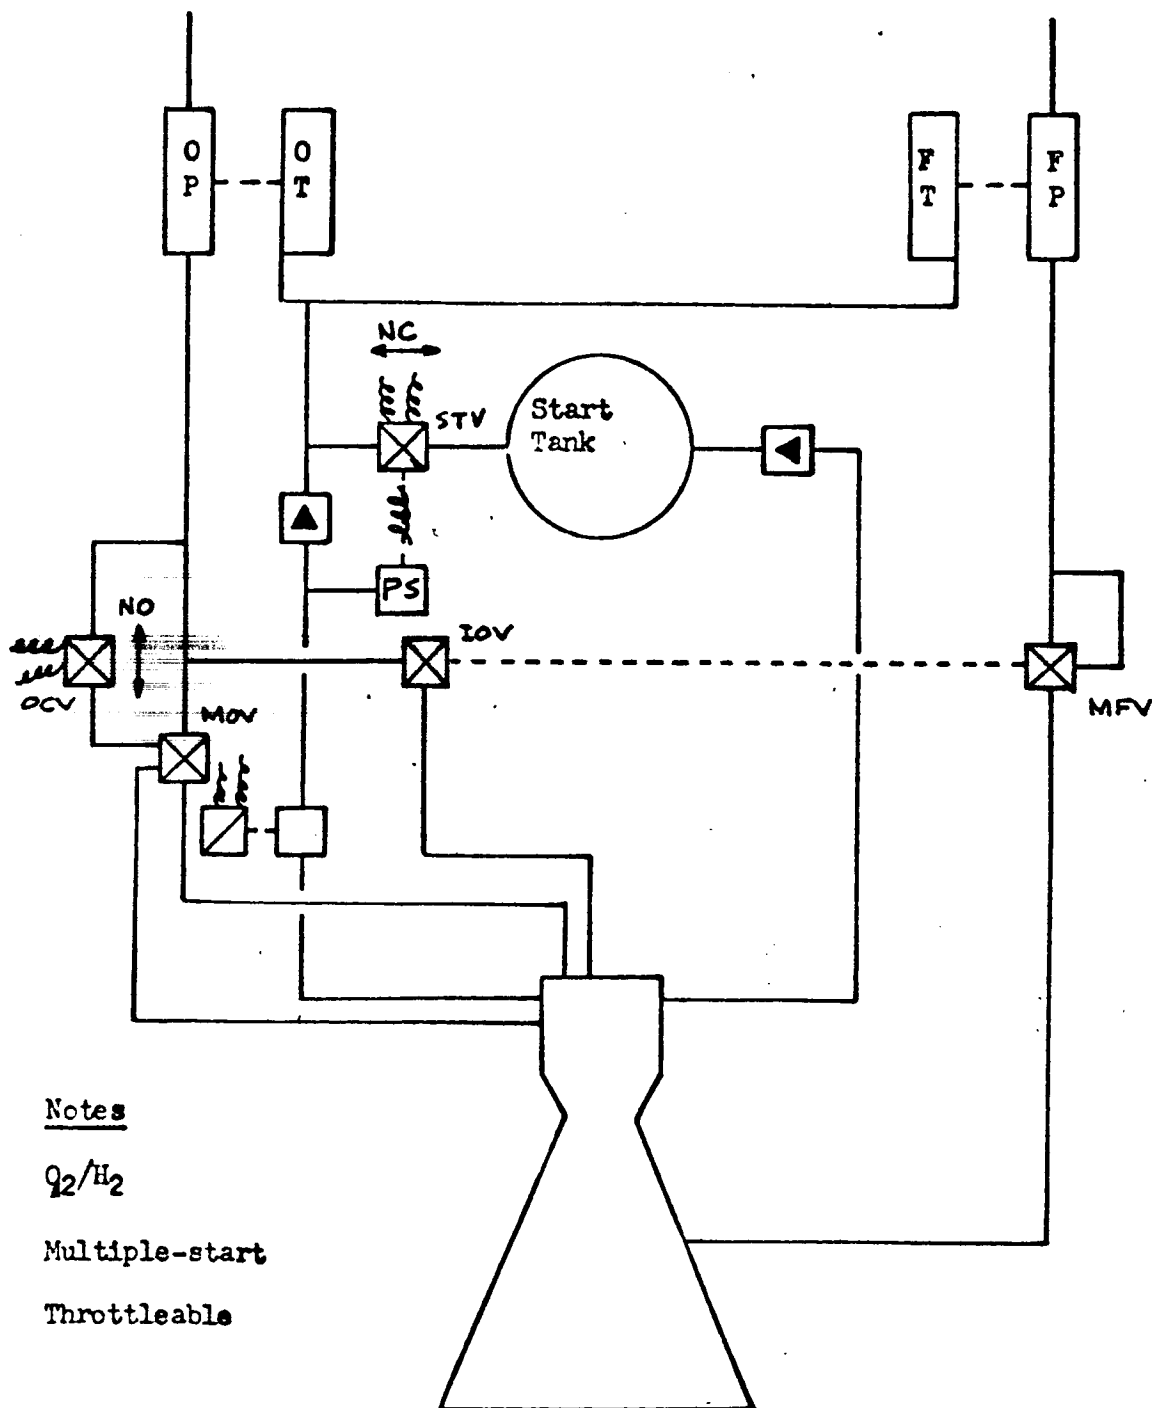 O
P
O
T
F
T
F
P
NC
STV
Start
Tank
PS
NO
IOV
OCV
MOV
MFV
Notes
O2/H2
Multiple-start
Throttleable